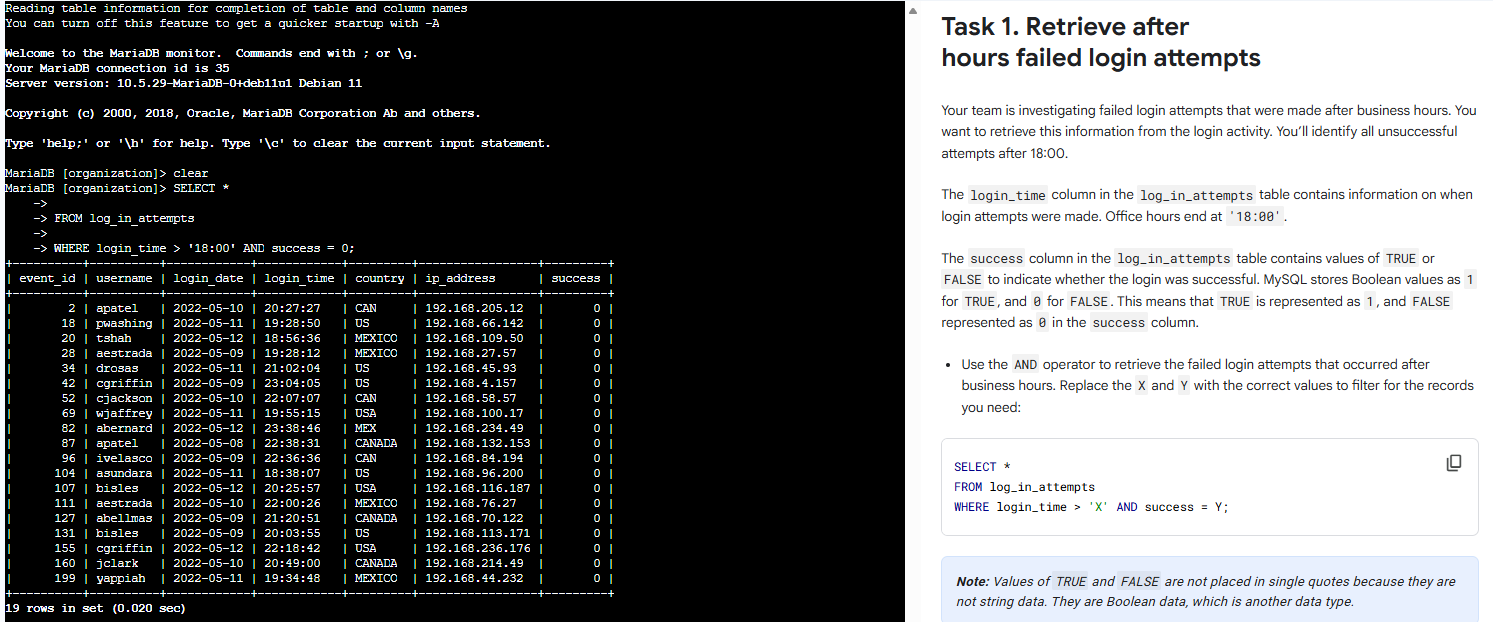 Reading table information for completion of table and column names
You can turn off this feature to get a quicker startup with -A
Welcome to the MariaDB monitor.  Commands end with ; or \g.
Your MariaDB connection id is 35
Server version: 10.5.29-MariaDB-0+deb11u1 Debian 11
Copyright (c) 2000, 2018, Oracle, MariaDB Corporation Ab and others.
Type 'help;' or '\h' for help. Type '\c' to clear the current input statement.
MariaDB [organization]> clear
MariaDB [organization]> SELECT *
    ->
    -> FROM log_in_attempts
    ->
    -> WHERE login_time > '18:00' AND success = 0;
+----------+-----------+------------+------------+---------+-----------------+---------+
| event_id | username  | login_date | login_time | country | ip_address      | success |
+----------+-----------+------------+------------+---------+-----------------+---------+
|        2 | apatel    | 2022-05-10 | 20:27:27   | CAN     | 192.168.205.12  |       0 |
|       18 | pwashing  | 2022-05-11 | 19:28:50   | US      | 192.168.66.142  |       0 |
|       20 | tshah     | 2022-05-12 | 18:56:36   | MEXICO  | 192.168.109.50  |       0 |
|       28 | aestrada  | 2022-05-09 | 19:28:12   | MEXICO  | 192.168.27.57   |       0 |
|       34 | drosas    | 2022-05-11 | 21:02:04   | US      | 192.168.45.93   |       0 |
|       42 | cgriffin  | 2022-05-09 | 23:04:05   | US      | 192.168.4.157   |       0 |
|       52 | cjackson  | 2022-05-10 | 22:07:07   | CAN     | 192.168.58.57   |       0 |
|       69 | wjaffrey  | 2022-05-11 | 19:55:15   | USA     | 192.168.100.17  |       0 |
|       82 | abernard  | 2022-05-12 | 23:38:46   | MEX     | 192.168.234.49  |       0 |
|       87 | apatel    | 2022-05-08 | 22:38:31   | CANADA  | 192.168.132.153 |       0 |
|       96 | ivelasco  | 2022-05-09 | 22:36:36   | CAN     | 192.168.84.194  |       0 |
|      104 | asundara  | 2022-05-11 | 18:38:07   | US      | 192.168.96.200  |       0 |
|      107 | bisles    | 2022-05-12 | 20:25:57   | USA     | 192.168.116.187 |       0 |
|      111 | aestrada  | 2022-05-10 | 22:00:26   | MEXICO  | 192.168.76.27   |       0 |
|      127 | abellmas  | 2022-05-09 | 21:20:51   | CANADA  | 192.168.70.122  |       0 |
|      131 | bisles    | 2022-05-09 | 20:03:55   | US      | 192.168.113.171 |       0 |
|      155 | cgriffin  | 2022-05-12 | 22:18:42   | USA     | 192.168.236.176 |       0 |
|      160 | jclark    | 2022-05-10 | 20:49:00   | CANADA  | 192.168.214.49  |       0 |
|      199 | yappiah   | 2022-05-11 | 19:34:48   | MEXICO  | 192.168.44.232  |       0 |
+----------+-----------+------------+------------+---------+-----------------+---------+
19 rows in set (0.020 sec)
Task 1. Retrieve after
hours failed login attempts
Your team is investigating failed login attempts that were made after business hours. You
want to retrieve this information from the login activity. You'll identify all unsuccessful
attempts after 18:00.
The login_time column in the log_in_attempts table contains information on when
login attempts were made. Office hours end at '18:00'.
The success column in the log_in_attempts table contains values of TRUE or
FALSE to indicate whether the login was successful. MySQL stores Boolean values as 1
for TRUE, and 0 for FALSE. This means that TRUE is represented as 1, and FALSE
represented as 0 in the success column.
• Use the AND operator to retrieve the failed login attempts that occurred after
business hours. Replace the X and Y with the correct values to filter for the records
you need:
SELECT *
FROM log_in_attempts
WHERE login_time > 'X' AND success = Y;
Note: Values of TRUE and FALSE are not placed in single quotes because they are
not string data. They are Boolean data, which is another data type.